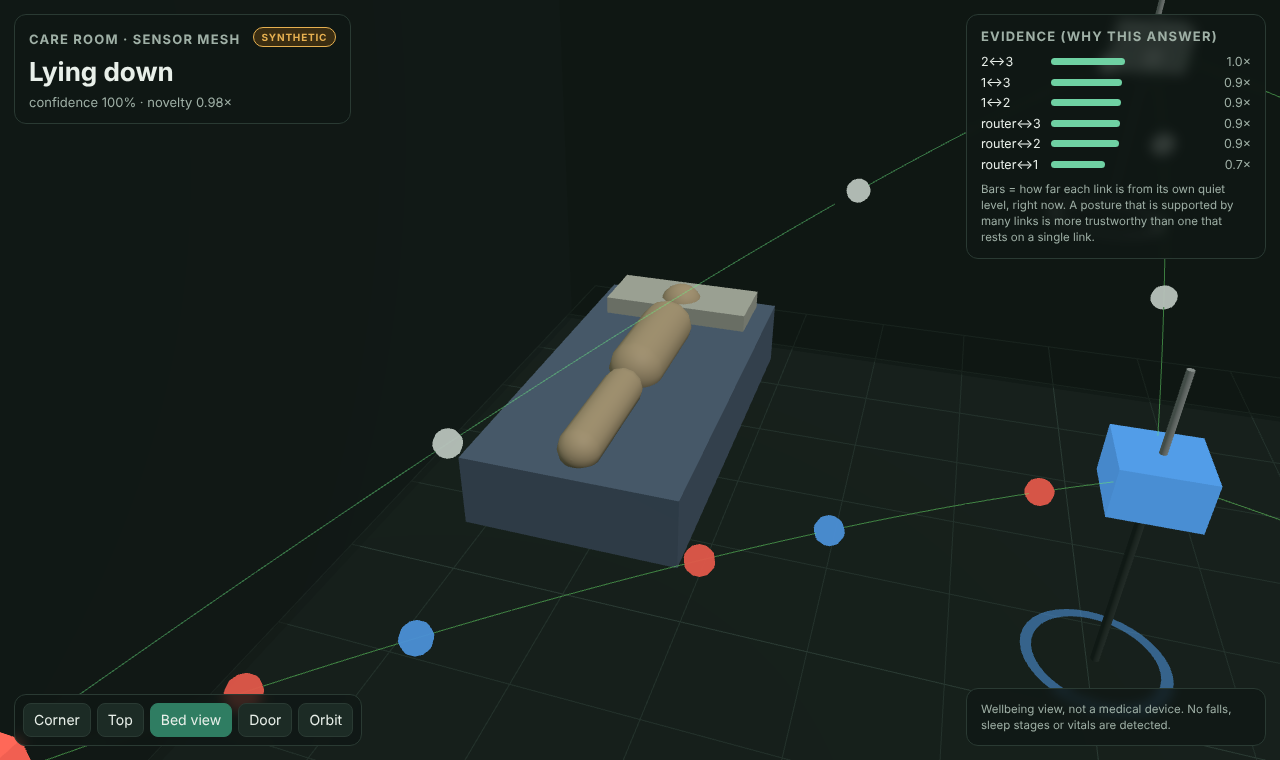 CARE ROOM · SENSOR MESH
SYNTHETIC
Lying down
confidence 100% · novelty 0.98×
EVIDENCE (WHY THIS ANSWER)
2↔3 1.0×
1↔3 0.9×
1↔2 0.9×
router↔3 0.9×
router↔2 0.9×
router↔1 0.7×
Bars = how far each link is from its own quiet
level, right now. A posture that is supported by
many links is more trustworthy than one that
rests on a single link.
Corner Top Bed view Door Orbit
Wellbeing view, not a medical device. No falls,
sleep stages or vitals are detected.